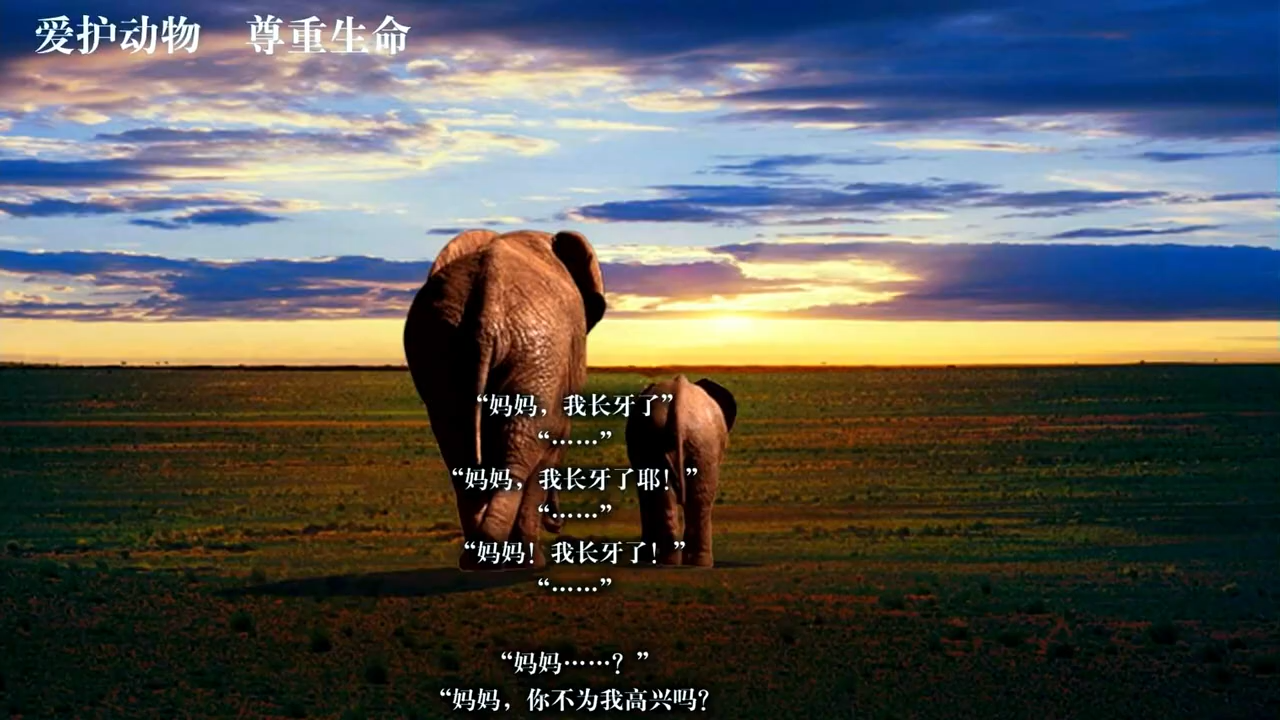 爱护动物 尊重生命
“妈妈，我长牙了”
“……”
“妈妈，我长牙了耶！”
“……”
“妈妈！我长牙了！”
“……”
“妈妈……？”
“妈妈，你不为我高兴吗？